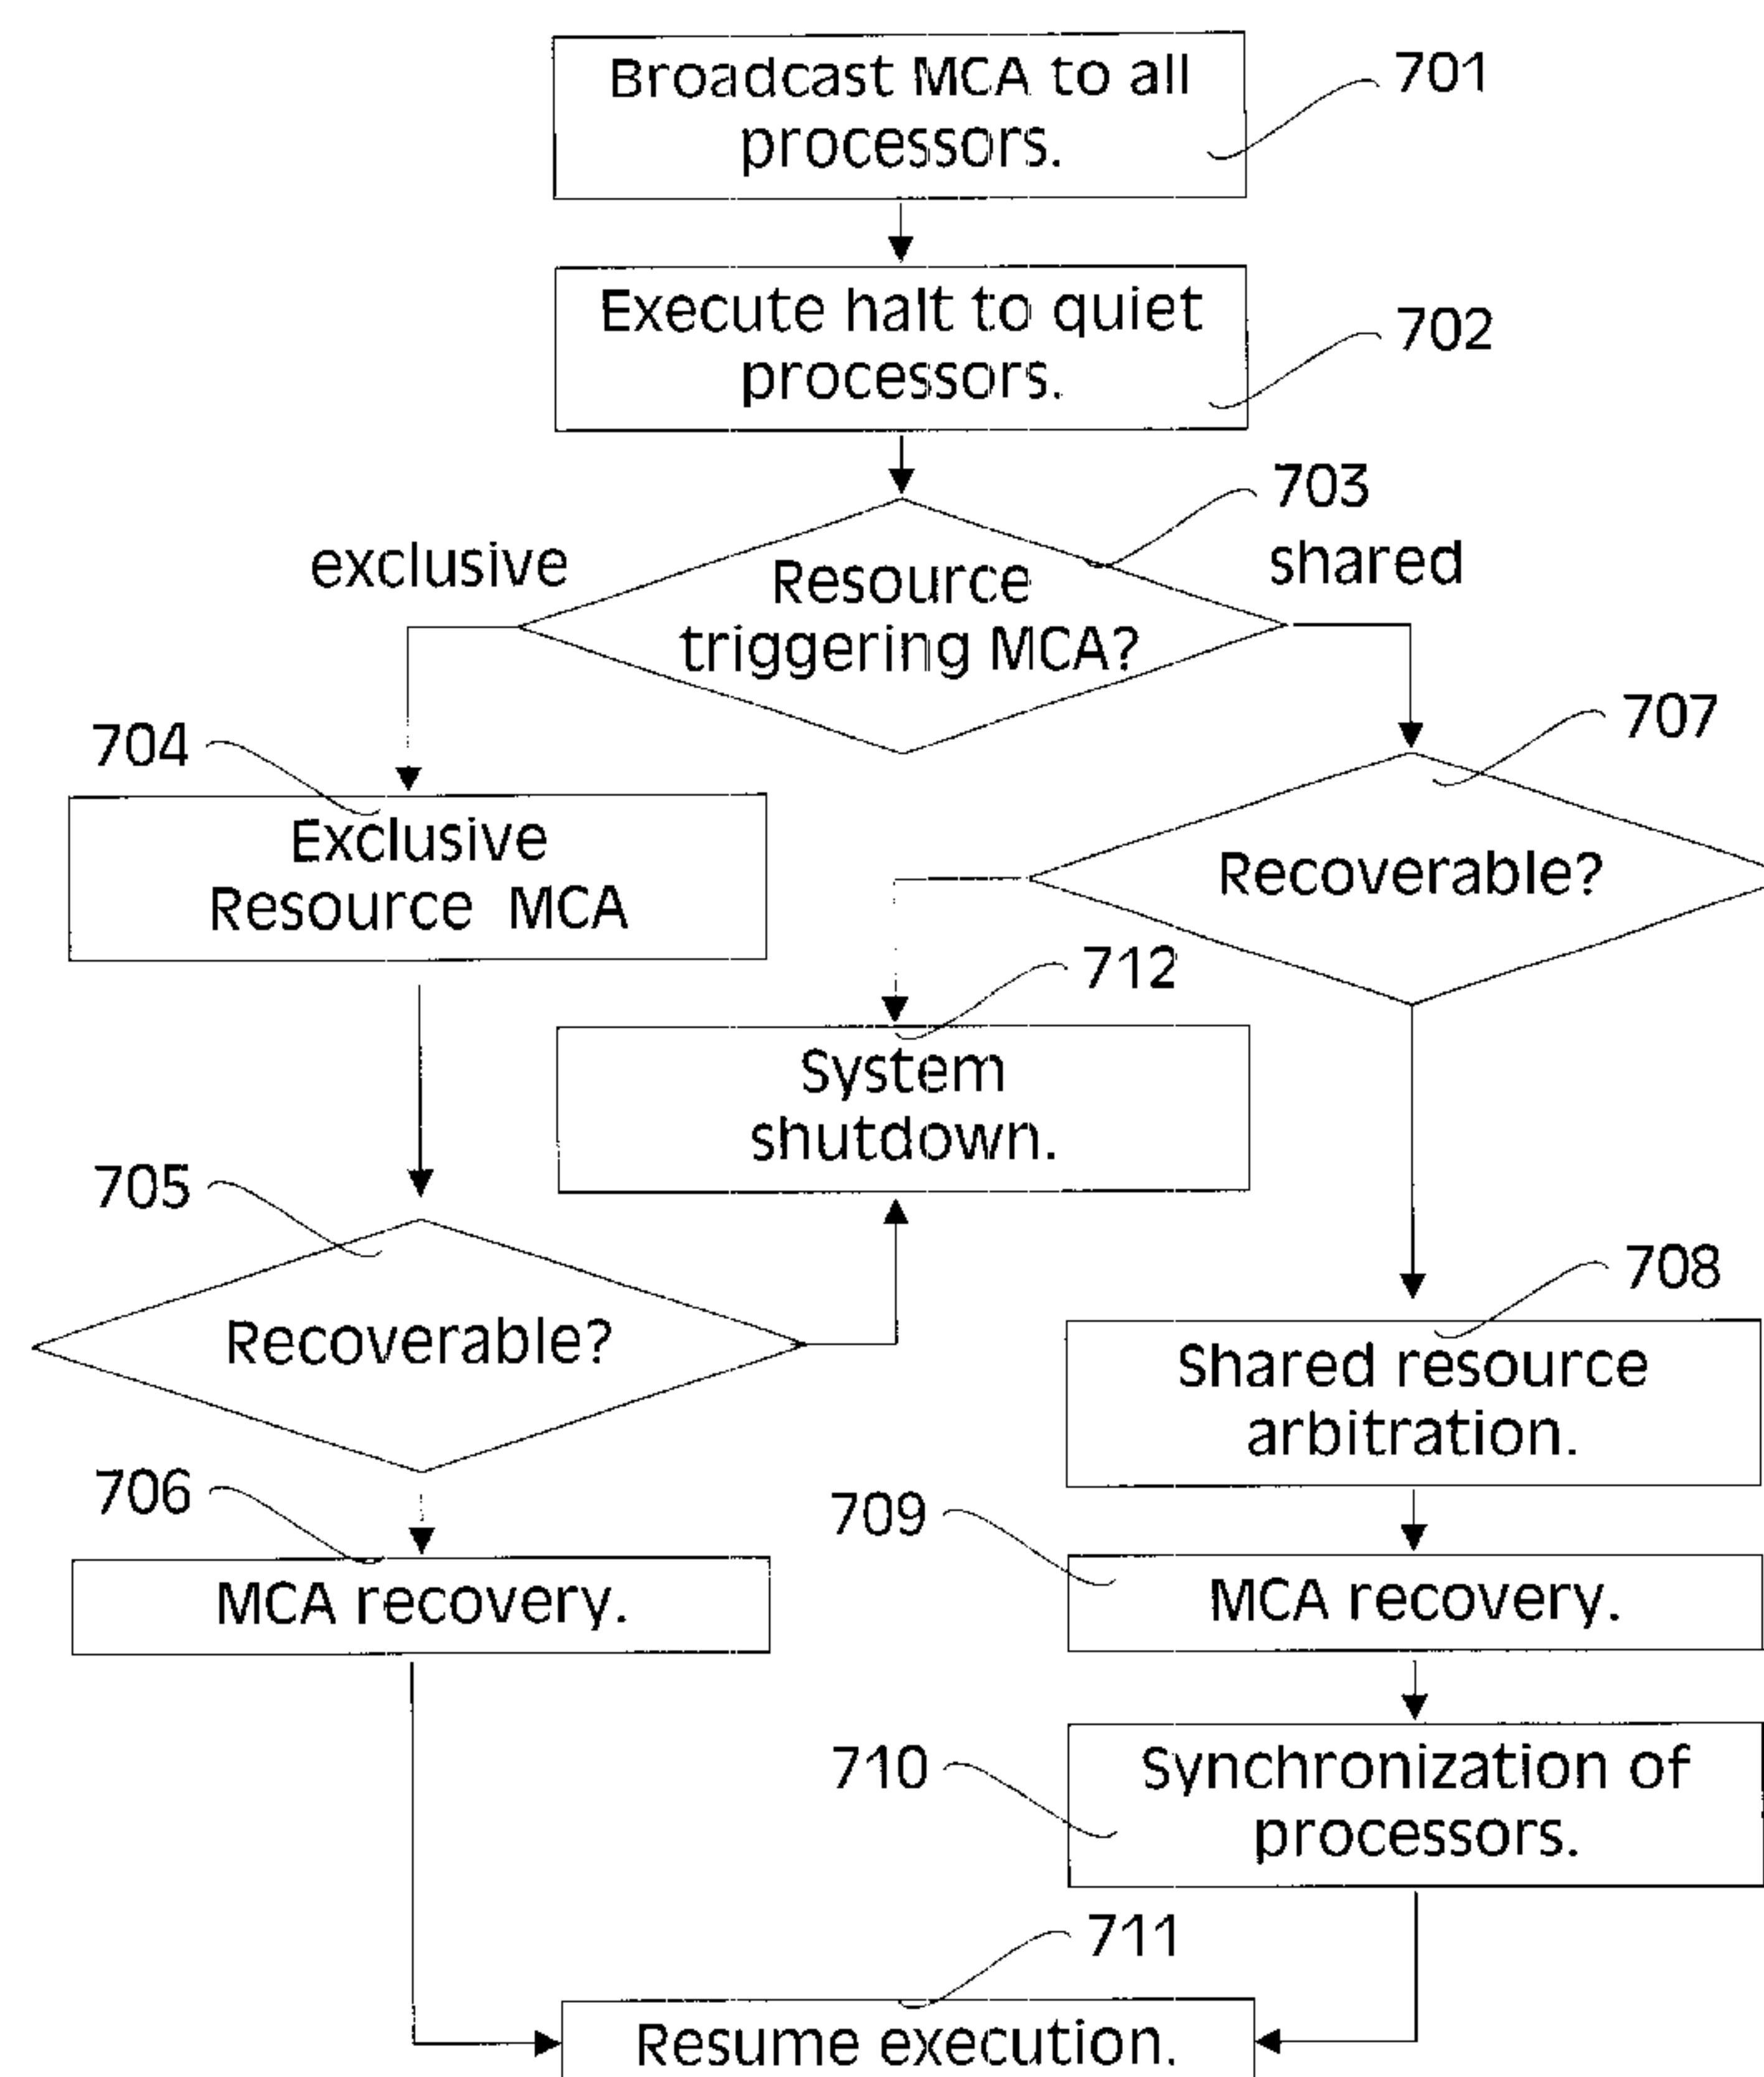 Broadcast MCA to all
processors.
701
Execute halt to quiet
processors.
702
703
exclusive
shared
Resource
triggering MCA?
704
707
Exclusive
Resource MCA
Recoverable?
712
System
shutdown.
705
Recoverable?
708
Shared resource
arbitration.
706
709
MCA recovery.
MCA recovery.
710
Synchronization of
processors.
711
Resume execution.